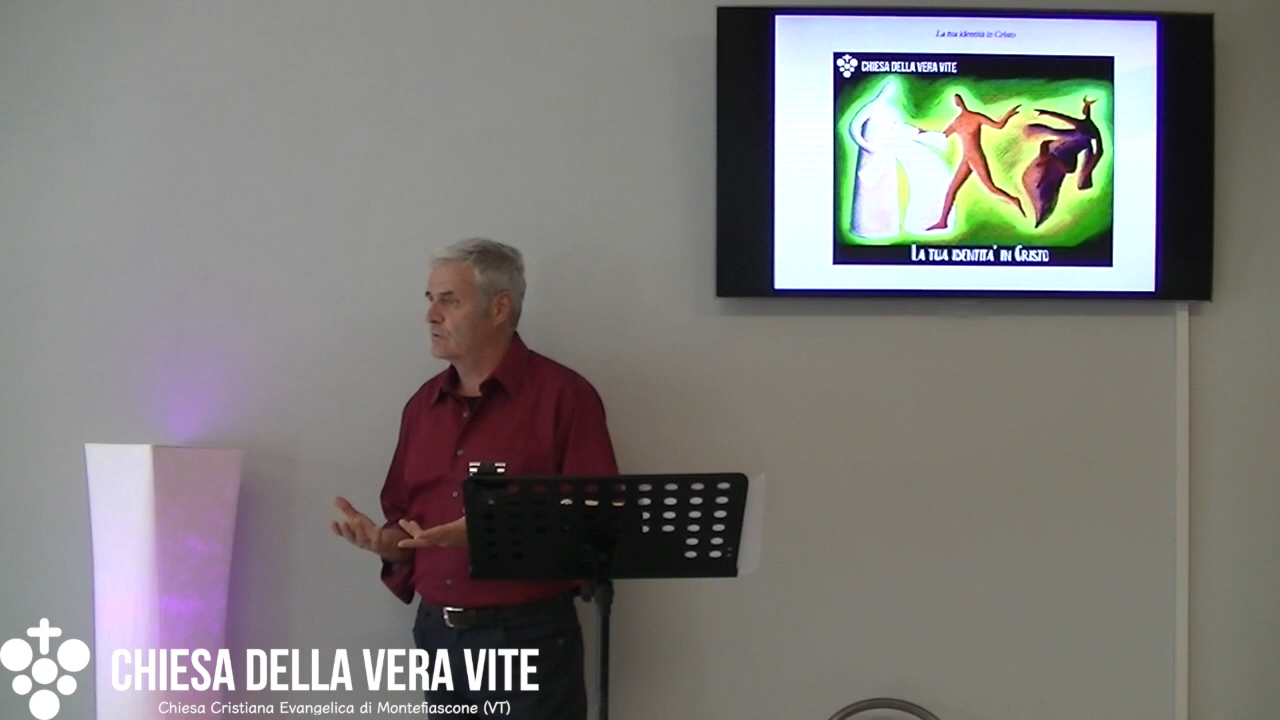 La tua identità in Cristo
CHIESA DELLA VERA VITE
LA TUA IDENTITA' IN CRISTO
CHIESA DELLA VERA VITE
Chiesa Cristiana Evangelica di Montefiascone (VT)